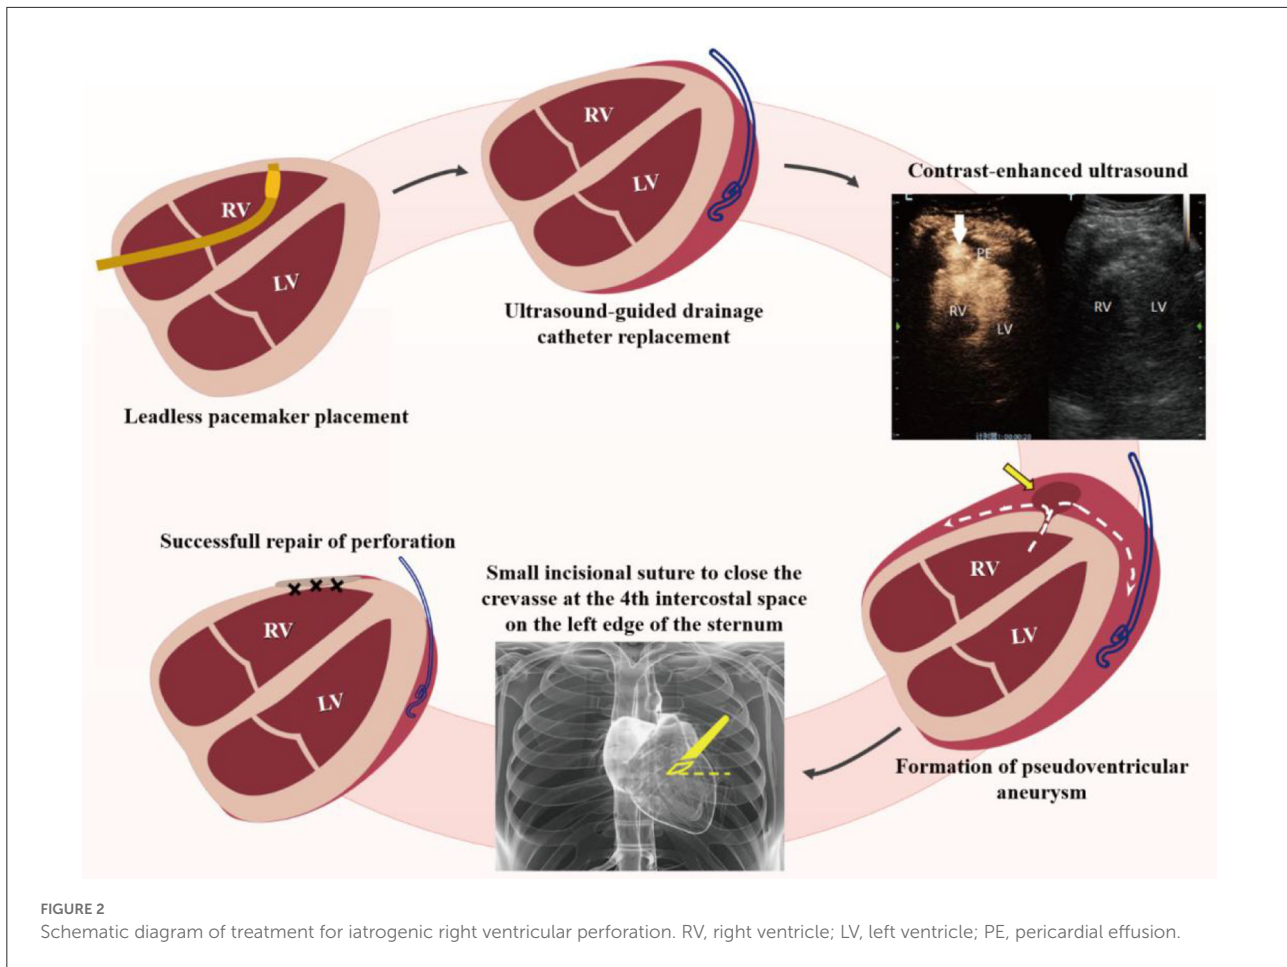 RV
LV
Leadless pacemaker placement
RV
LV
Ultrasound-guided drainage
catheter replacement
Contrast-enhanced ultrasound
PE
RV
LV
RV
LV
RV
LV
Formation of pseudoventricular
aneurysm
Small incisional suture to close the
crevasse at the 4th intercostal space
on the left edge of the sternum
Successfull repair of perforation
RV
LV
FIGURE 2
Schematic diagram of treatment for iatrogenic right ventricular perforation. RV, right ventricle; LV, left ventricle; PE, pericardial effusion.